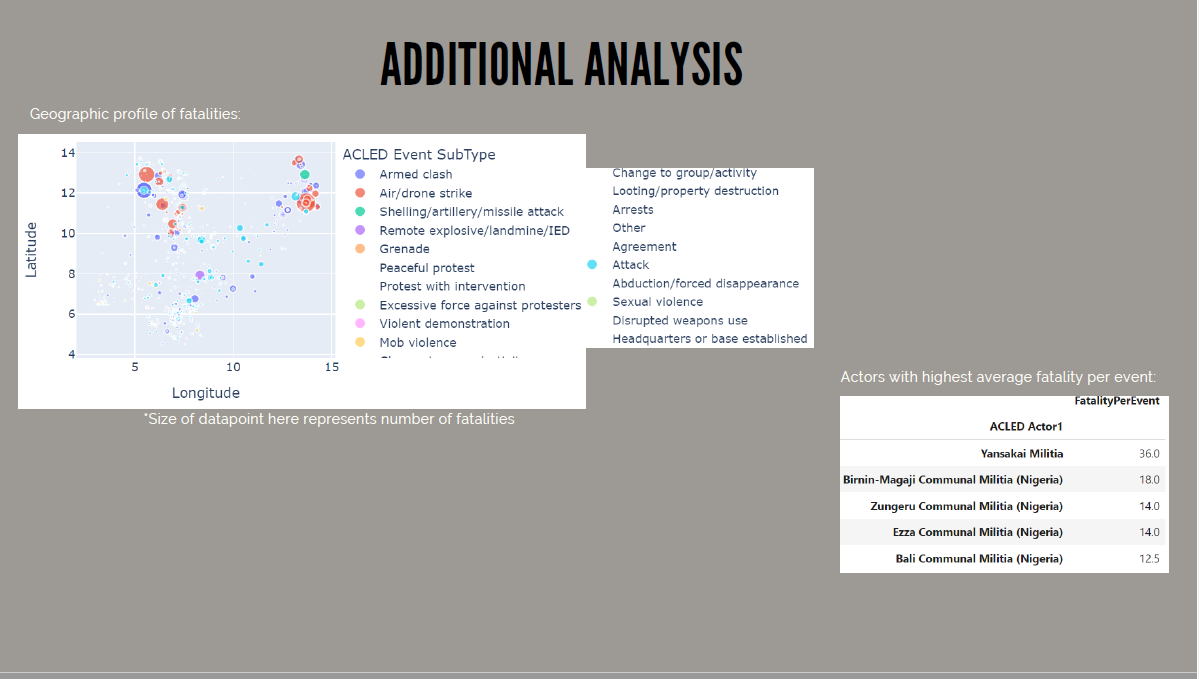 ADDITIONAL ANALYSIS
Geographic profile of fatalities:
14
12
10
8
6
4
Latitude
5
10
15
Longitude
ACLED Event SubType
Armed clash
Air/drone strike
Shelling/artillery/missile attack
Remote explosive/landmine/IED
Grenade
Peaceful protest
Protest with intervention
Excessive force against protesters
Violent demonstration
Mob violence
Change to group/activity
Looting/property destruction
Arrests
Other
Agreement
Attack
Abduction/forced disappearance
Sexual violence
Disrupted weapons use
Headquarters or base established
*Size of datapoint here represents number of fatalities
Actors with highest average fatality per event:
FatalityPerEvent
ACLED Actor1
Yansakai Militia 36.0
Birnin-Magaji Communal Militia (Nigeria) 18.0
Zungeru Communal Militia (Nigeria) 14.0
Ezza Communal Militia (Nigeria) 14.0
Bali Communal Militia (Nigeria) 12.5